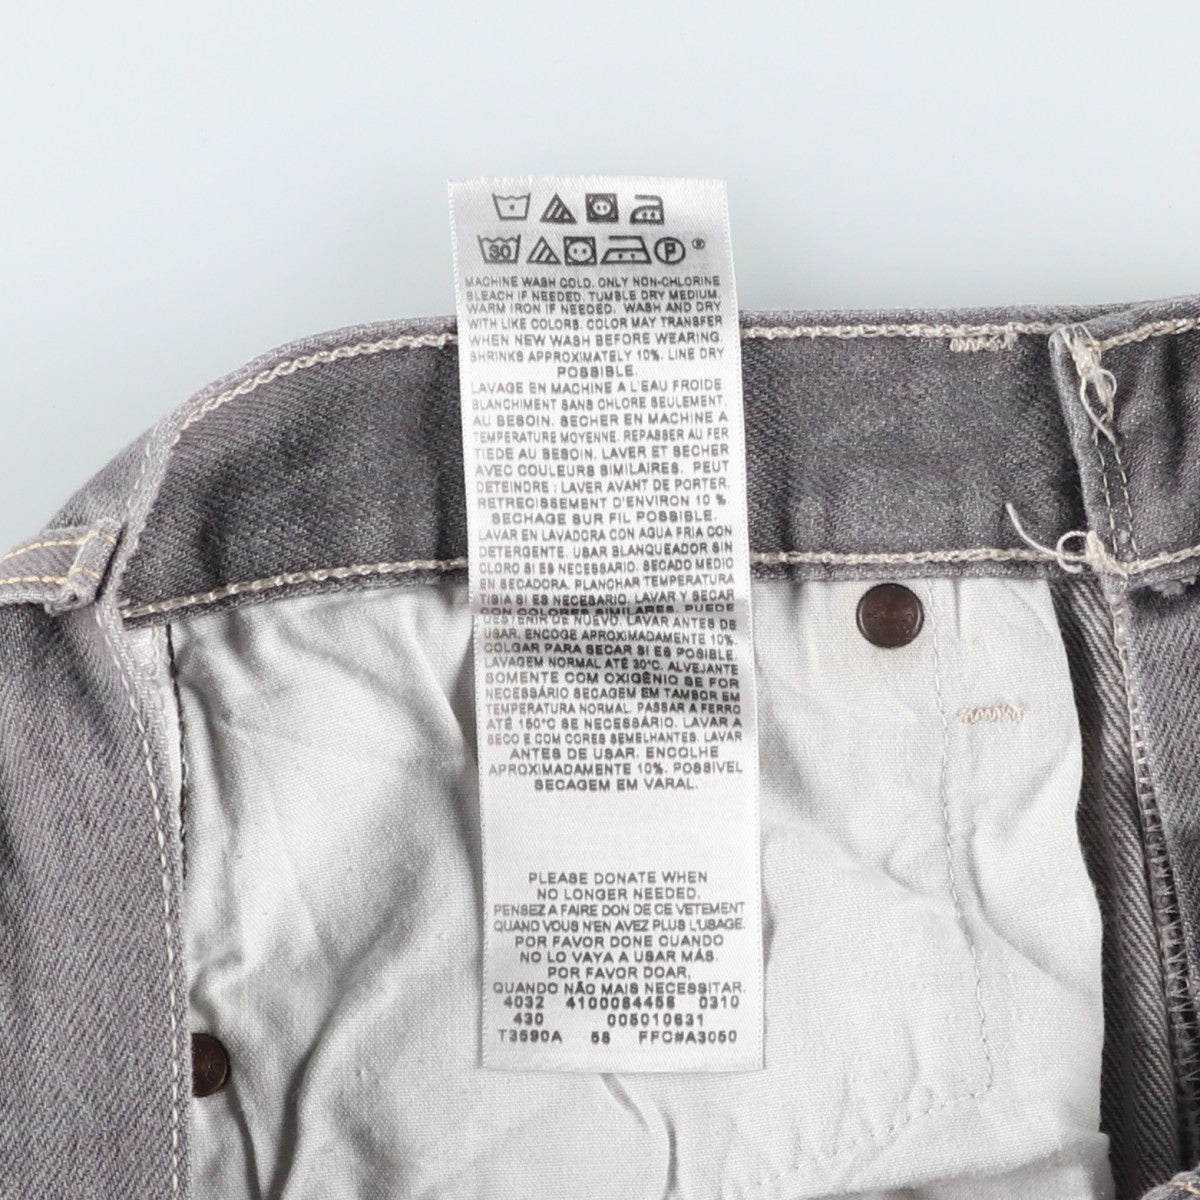 30 P ®
MACHINE WASH COLD. ONLY NON-CHLORINE
BLEACH IF NEEDED. TUMBLE DRY MEDIUM.
WARM IRON IF NEEDED. WASH AND DRY
WITH LIKE COLORS. COLOR MAY TRANSFER
WHEN NEW WASH BEFORE WEARING.
SHRINKS APPROXIMATELY 10%. LINE DRY
POSSIBLE.
LAVAGE EN MACHINE A L'EAU FROIDE.
BLANCHIMENT SANS CHLORE SEULEMENT.
AU BESOIN. SECHER EN MACHINE A
TEMPERATURE MOYENNE. REPASSER AU FER
TIEDE AU BESOIN. LAVER ET SECHER
AVEC COULEURS SIMILAIRES. PEUT
DETEINDRE ; LAVER AVANT DE PORTER.
RETRECISSEMENT D'ENVIRON 10 %.
SECHAGE SUR FIL POSSIBLE.
LAVAR EN LAVADORA CON AGUA FRIA CON
DETERGENTE. USAR BLANQUEADOR SIN
CLORO SI ES NECESARIO. SECADO MEDIO
EN SECADORA. PLANCHAR TEMPERATURA
TIBIA SI ES NECESARIO. LAVAR Y SECAR
CON COLORES SIMILARES. PUEDE
DESTENIR DE NUEVO. LAVAR ANTES DE
USAR. ENCOGE APROXIMADAMENTE 10%.
COLGAR PARA SECAR SI ES POSIBLE.
LAVAGEM NORMAL ATÉ 30°C. ALVEJANTE
SOMENTE COM OXIGÊNIO SE FOR
NECESSÁRIO SECAGEM EM TAMBOR EM
TEMPERATURA NORMAL. PASSAR A FERRO
ATÉ 150°C SE NECESSÁRIO. LAVAR A
SECO E COM CORES SEMELHANTES. LAVAR
ANTES DE USAR. ENCOLHE
APROXIMADAMENTE 10%. POSSIVEL
SECAGEM EM VARAL.
PLEASE DONATE WHEN
NO LONGER NEEDED.
PENSEZ A FAIRE DON DE CE VETEMENT
QUAND VOUS N'EN AVEZ PLUS L'USAGE.
POR FAVOR DONE CUANDO
NO LO VAYA A USAR MÁS.
POR FAVOR DOAR,
QUANDO NÃO MAIS NECESSITAR.
4032 4100084456 0310
430 005010631
T3590A 58 FFC#A3050